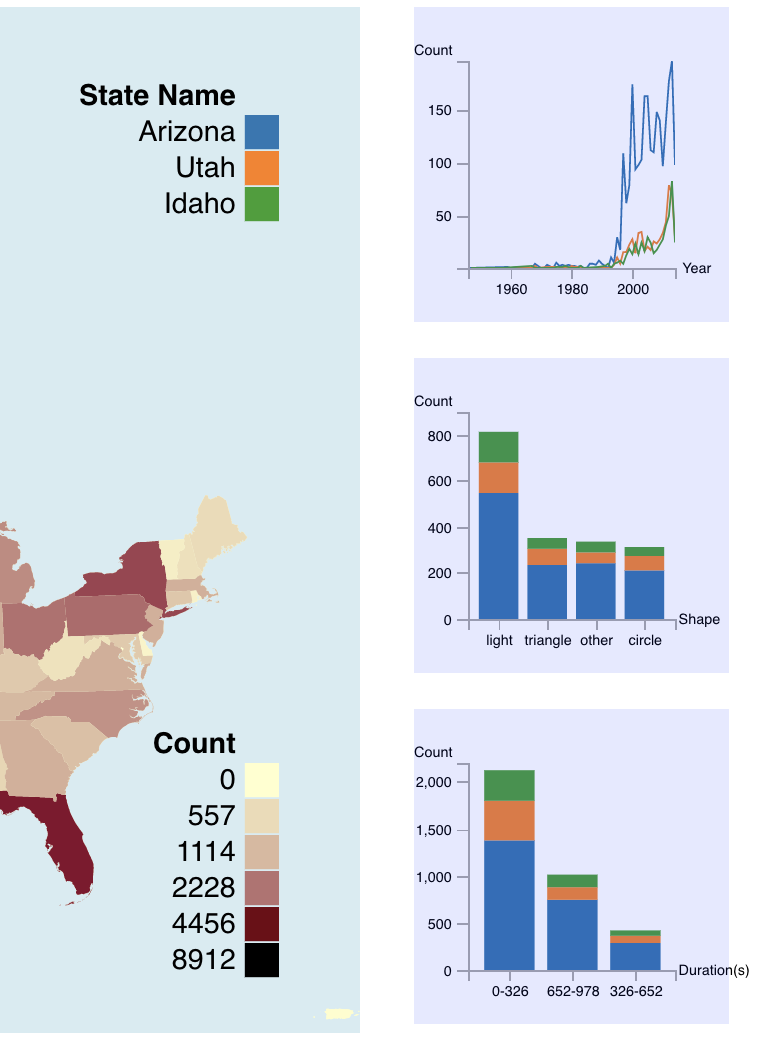 State Name
Arizona
Utah
Idaho
Count
0
557
1114
2228
4456
8912
Count
150
100
50
Year
1960 1980 2000
Count
800
600
400
200
0
Shape
light triangle other circle
Count
2,000
1,500
1,000
500
0
Duration(s)
0-326 652-978 326-652